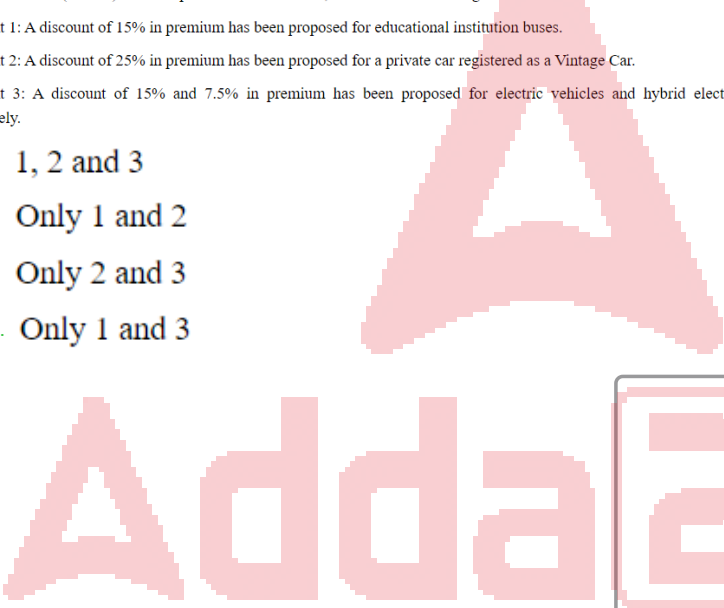 t 1: A discount of 15% in premium has been proposed for educational institution buses.
t 2: A discount of 25% in premium has been proposed for a private car registered as a Vintage Car.
t 3: A discount of 15% and 7.5% in premium has been proposed for electric vehicles and hybrid elect
ely.
1, 2 and 3
Only 1 and 2
Only 2 and 3
Only 1 and 3
Adda